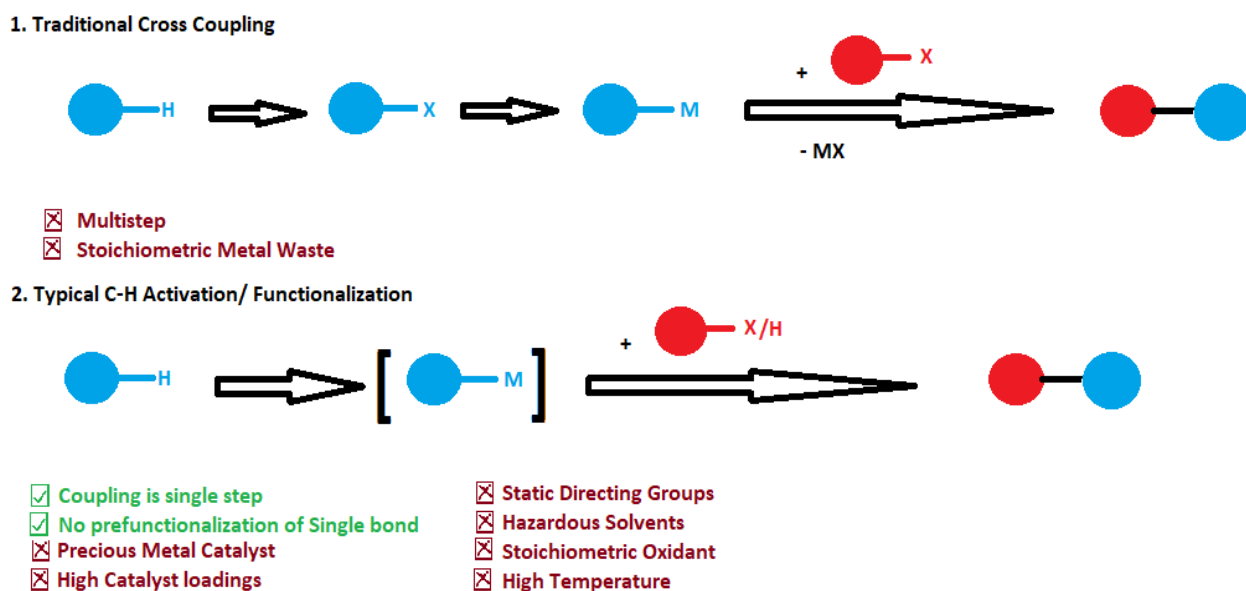 1. Traditional Cross Coupling
+ X
H X M
- MX
Multistep
Stoichiometric Metal Waste
2. Typical C-H Activation/ Functionalization
+ X/H
H [ M ]
Coupling is single step
No prefunctionalization of Single bond
Precious Metal Catalyst
High Catalyst loadings
Static Directing Groups
Hazardous Solvents
Stoichiometric Oxidant
High Temperature